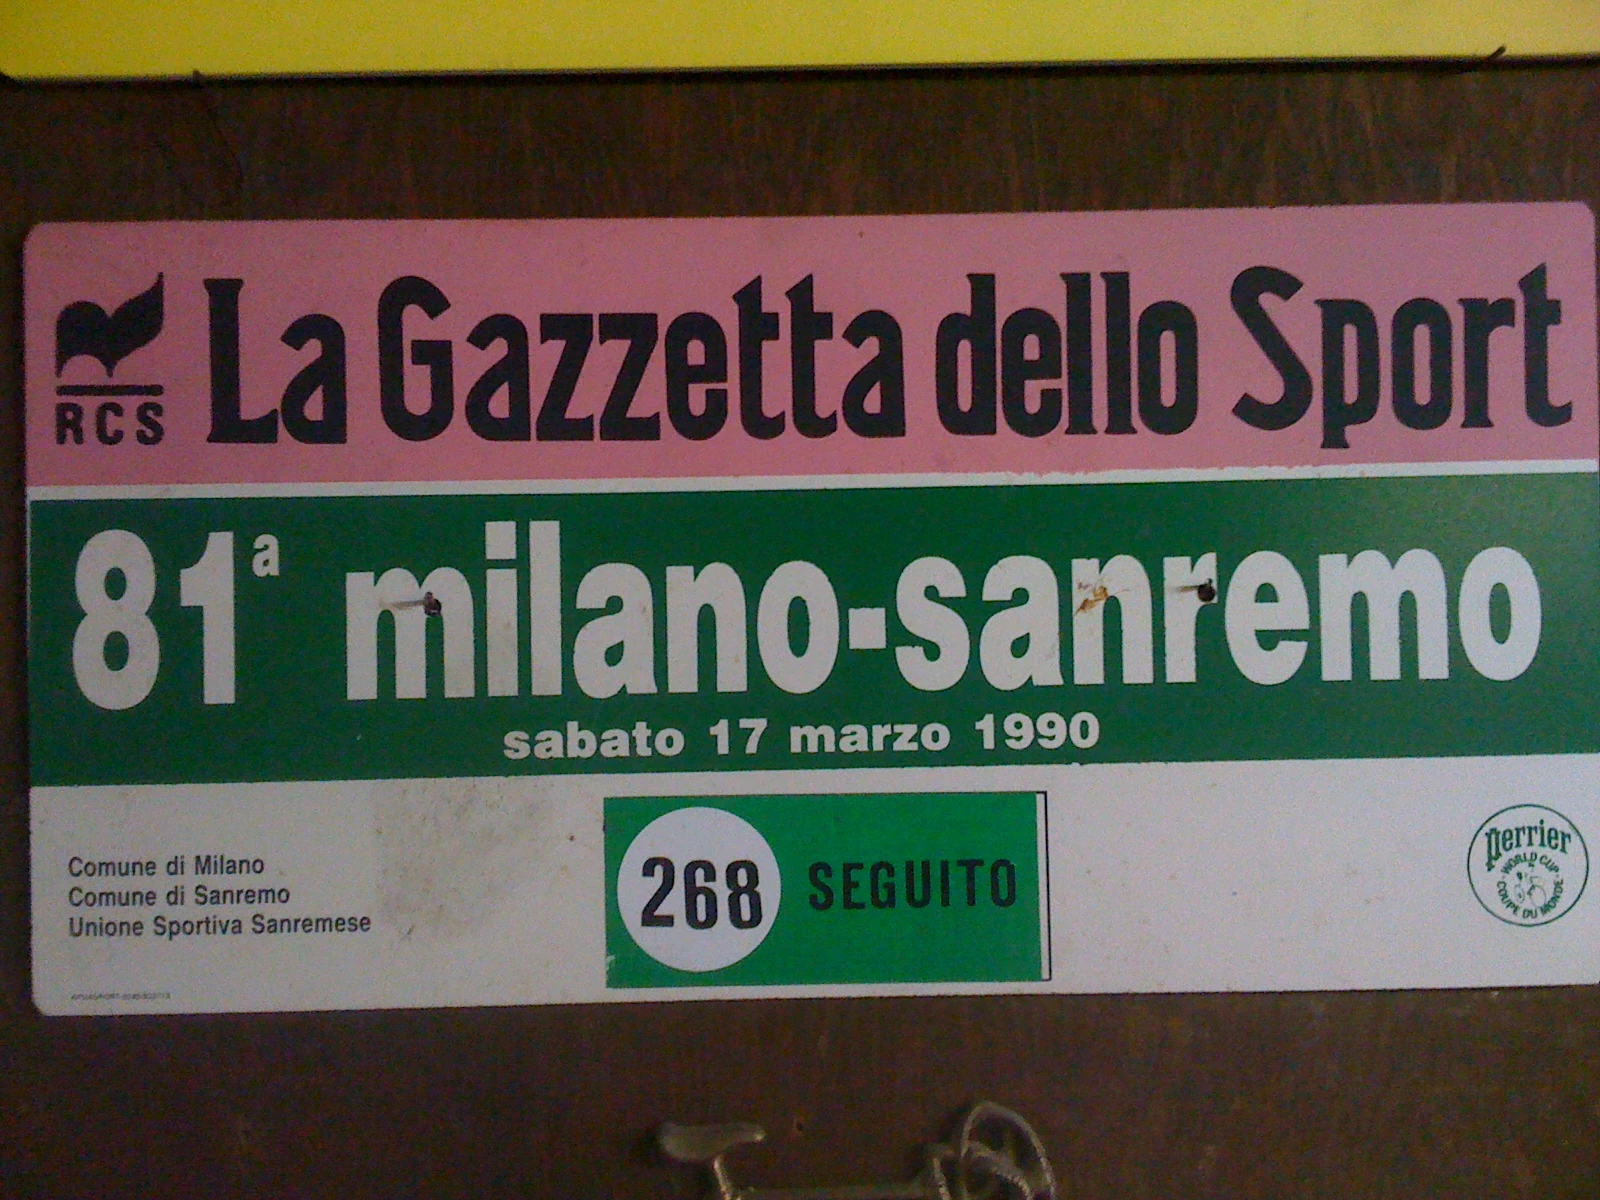 RCS La Gazzetta dello Sport
81ª milano-sanremo
sabato 17 marzo 1990
Comune di Milano
Comune di Sanremo
Unione Sportiva Sanremese
268 SEGUITO
perrier
WORLD CUP
COUPE DU MONDE